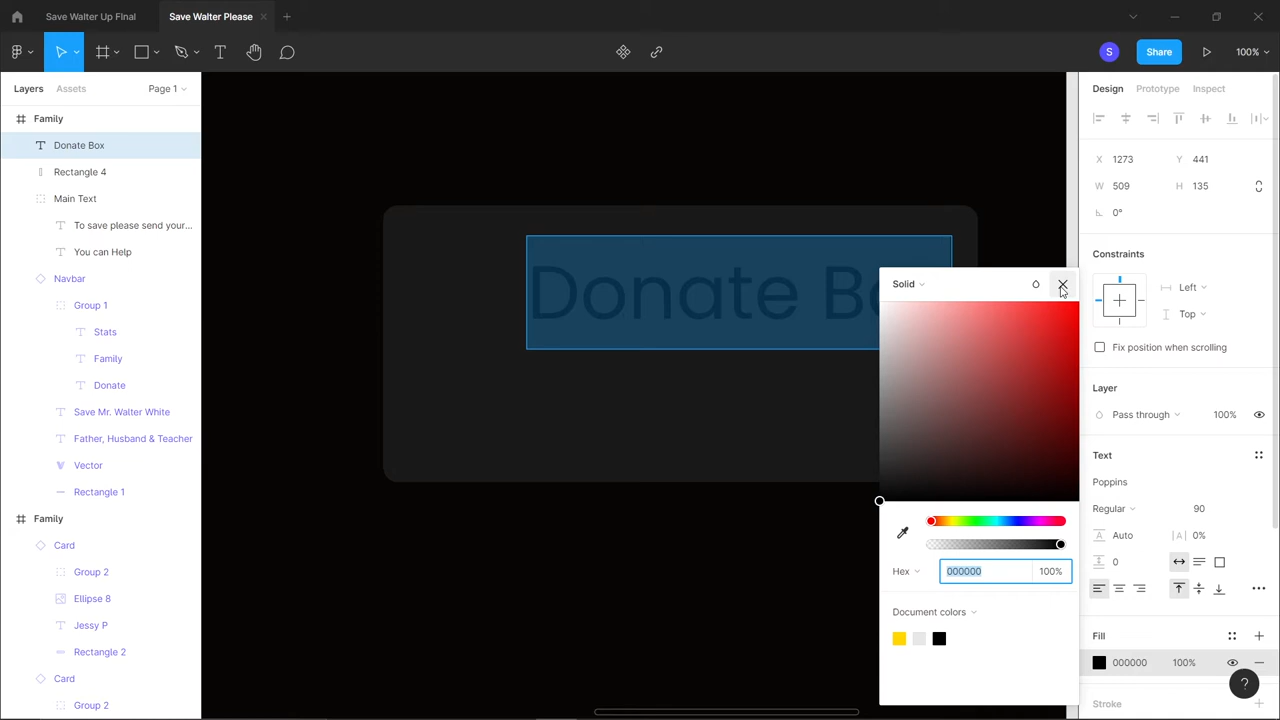 Save Walter Up FInal
Save Walter Please
S
Share
100%
Layers
Assets
Page 1
Design
Prototype
Inspect
Family
Donate Box
Rectangle 4
Main Text
To save please send your...
You can Help
Navbar
Group 1
Stats
Family
Donate
Save Mr. Walter White
Father, Husband & Teacher
Vector
Rectangle 1
Family
Card
Group 2
Ellipse 8
Jessy P
Rectangle 2
Card
Group 2
Donate B
Solid
Hex
000000
100%
Document colors
X 1273 Y 441
W 509 H 135
0°
Constraints
Left
Top
Fix position when scrolling
Layer
Pass through 100%
Text
Poppins
Regular 90
Auto |A| 0%
0
Fill
000000 100%
Stroke
?